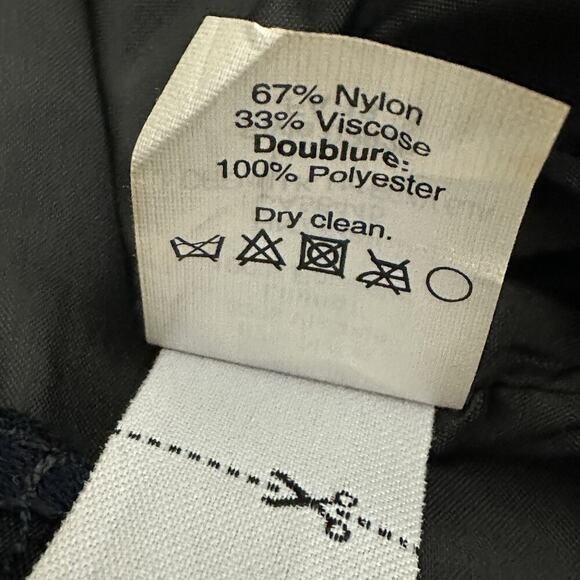 67% Nylon
33% Viscose
Doublure:
100% Polyester
Dry clean.